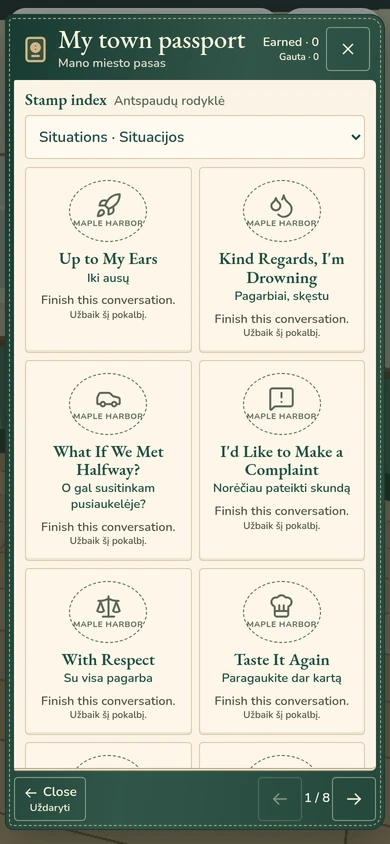 My town passport
Mano miesto pasas
Earned · 0
Gauta · 0
Stamp index Antspaudų rodyklė
Situations · Situacijos
MAPLE HARBOR
Up to My Ears
Iki ausų
Finish this conversation.
Užbaik šį pokalbį.
MAPLE HARBOR
Kind Regards, I'm
Drowning
Pagarbiai, skęstu
Finish this conversation.
Užbaik šį pokalbį.
MAPLE HARBOR
What If We Met
Halfway?
O gal susitinkam
pusiaukelėje?
Finish this conversation.
Užbaik šį pokalbį.
MAPLE HARBOR
I'd Like to Make a
Complaint
Norėčiau pateikti skundą
Finish this conversation.
Užbaik šį pokalbį.
MAPLE HARBOR
With Respect
Su visa pagarba
Finish this conversation.
Užbaik šį pokalbį.
MAPLE HARBOR
Taste It Again
Paragaukite dar kartą
Finish this conversation.
Užbaik šį pokalbį.
← Close
Uždaryti
← 1 / 8 →